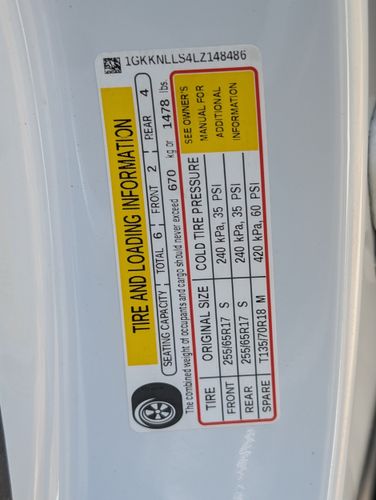 1GKKNLLS4LZ148486
TIRE AND LOADING INFORMATION
SEATING CAPACITY TOTAL 6 FRONT 2 REAR 4
The combined weight of occupants and cargo should never exceed 670 kg or 1478 lbs.
TIRE ORIGINAL SIZE COLD TIRE PRESSURE
FRONT 255/65R17 S 240 kPa, 35 PSI
REAR 255/65R17 S 240 kPa, 35 PSI
SPARE T135/70R18 M 420 kPa, 60 PSI
SEE OWNER'S
MANUAL FOR
ADDITIONAL
INFORMATION